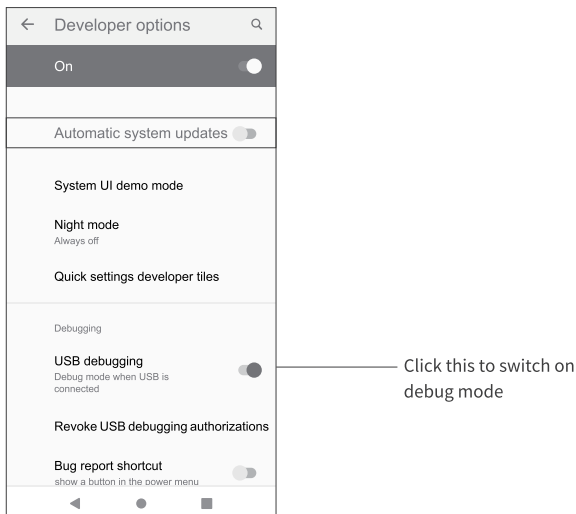 Developer options
On
Automatic system updates
System UI demo mode
Night mode
Always off
Quick settings developer tiles
Debugging
USB debugging
Debug mode when USB is
connected
Click this to switch on
debug mode
Revoke USB debugging authorizations
Bug report shortcut
show a button in the power menu